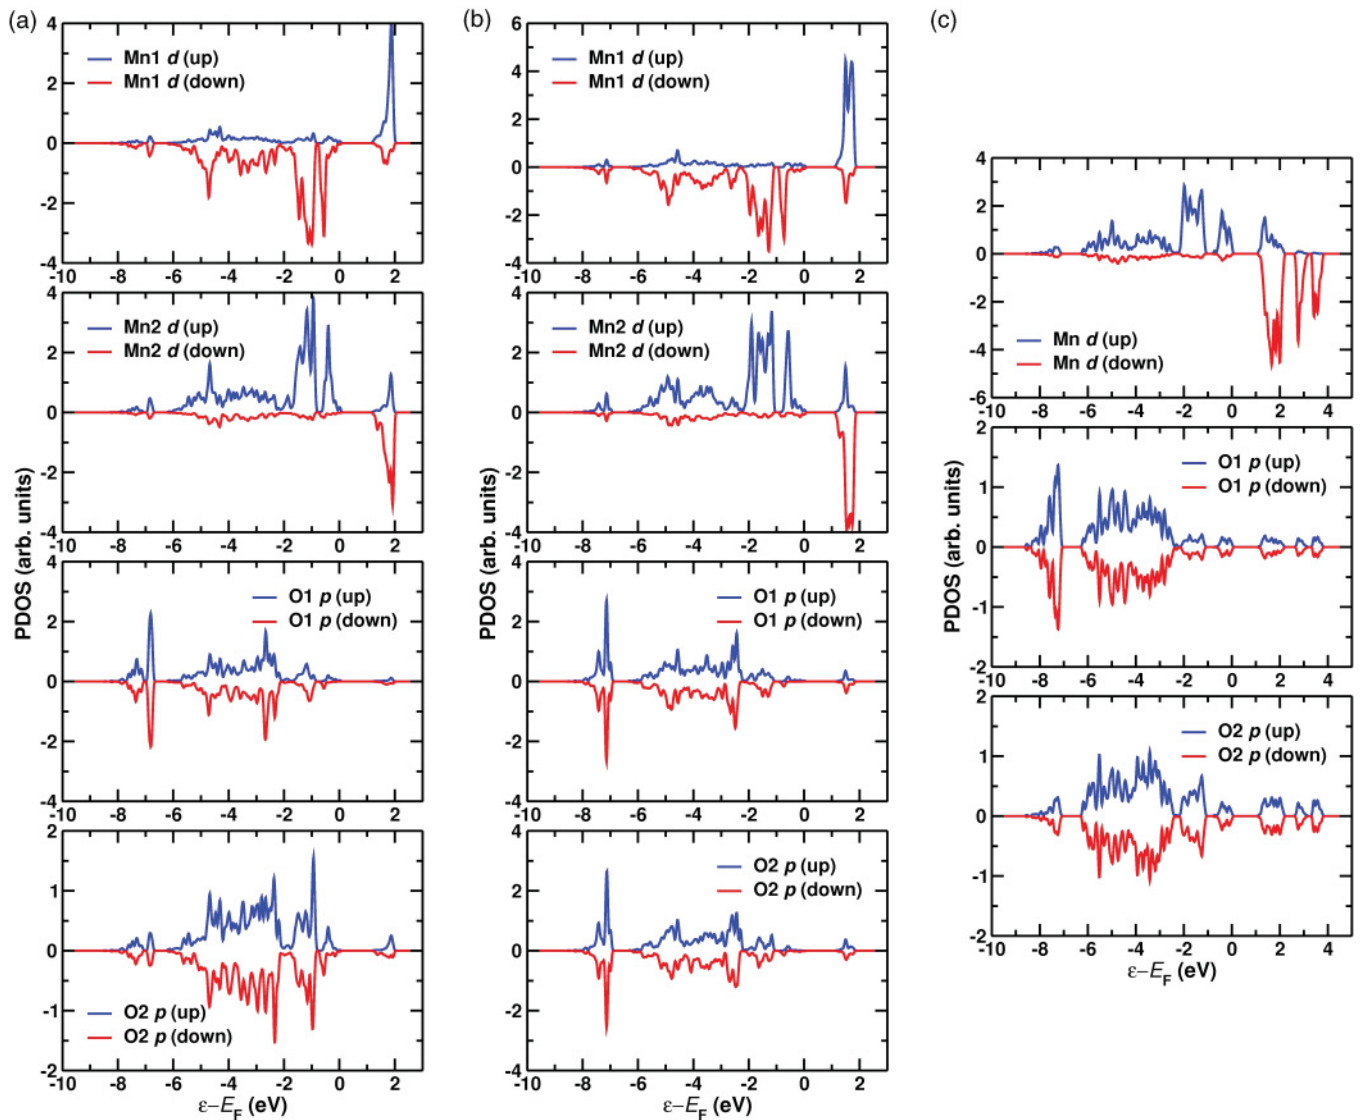 (a)
Mn1 d (up)
Mn1 d (down)
4
2
0
-2
-4
-10 -8 -6 -4 -2 0 2
Mn2 d (up)
Mn2 d (down)
4
2
0
-2
-4
-10 -8 -6 -4 -2 0 2
O1 p (up)
O1 p (down)
4
2
0
-2
-4
-10 -8 -6 -4 -2 0 2
O2 p (up)
O2 p (down)
2
1
0
-1
-2
-10 -8 -6 -4 -2 0 2
PDOS (arb. units)
ε–EF (eV)
(b)
Mn1 d (up)
Mn1 d (down)
6
4
2
0
-2
-4
-10 -8 -6 -4 -2 0 2
Mn2 d (up)
Mn2 d (down)
4
2
0
-2
-4
-10 -8 -6 -4 -2 0 2
O1 p (up)
O1 p (down)
4
2
0
-2
-4
-10 -8 -6 -4 -2 0 2
O2 p (up)
O2 p (down)
4
2
0
-2
-4
-10 -8 -6 -4 -2 0 2
PDOS (arb. units)
ε–EF (eV)
(c)
Mn d (up)
Mn d (down)
4
2
0
-2
-4
-6
-10 -8 -6 -4 -2 0 2 4
O1 p (up)
O1 p (down)
2
1
0
-1
-2
-10 -8 -6 -4 -2 0 2 4
O2 p (up)
O2 p (down)
2
1
0
-1
-2
-10 -8 -6 -4 -2 0 2 4
PDOS (arb. units)
ε–EF (eV)